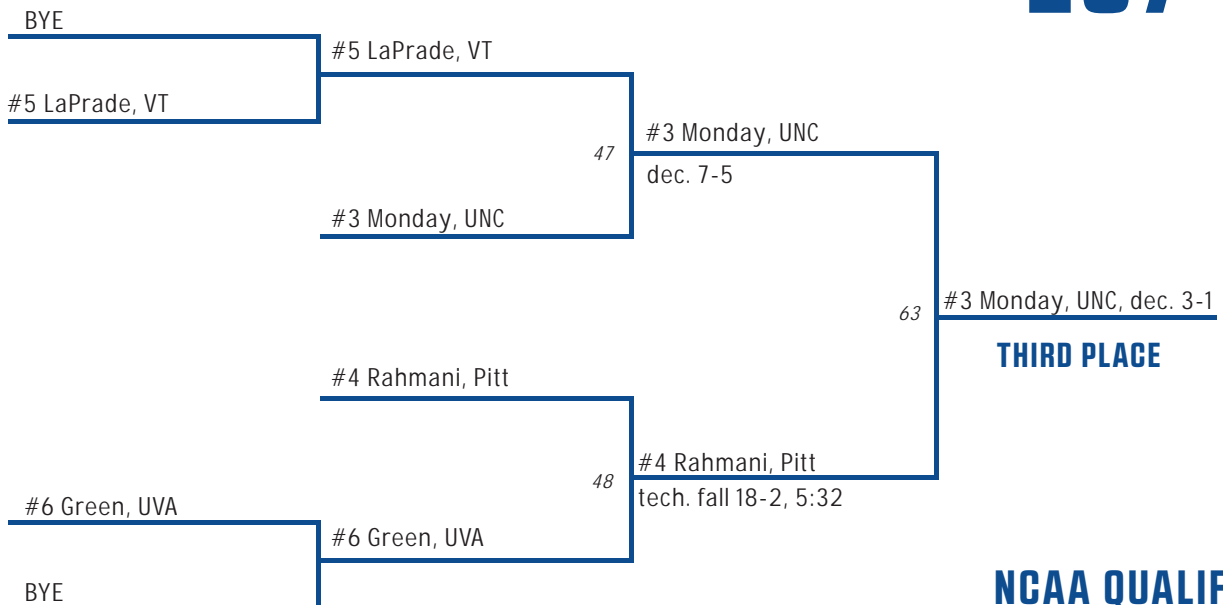 BYE
#5 LaPrade, VT
#5 LaPrade, VT
#3 Monday, UNC
47
dec. 7-5
#3 Monday, UNC
#3 Monday, UNC, dec. 3-1
63
THIRD PLACE
#4 Rahmani, Pitt
#4 Rahmani, Pitt
48
tech. fall 18-2, 5:32
#6 Green, UVA
#6 Green, UVA
BYE